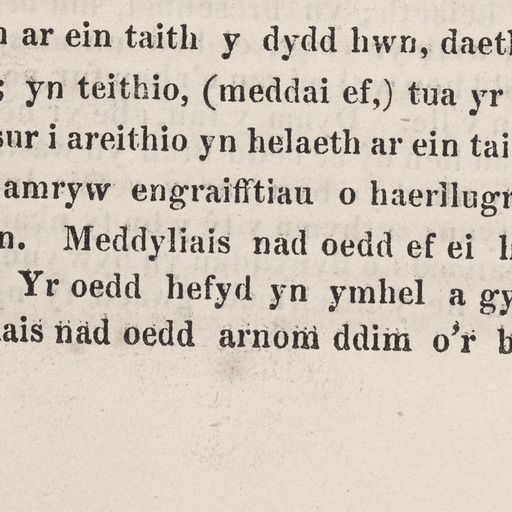 ar ein taith y dydd hwn, daeth
; yn teithio, (meddai ef,) tua yr
sur i areithio yn helaeth ar ein tai
amryw engraifftiau o haerllugr
n. Meddyliais nad oedd ef ei
Yr oedd hefyd yn ymhel a gy
ais nad oedd arnom ddim o'r b